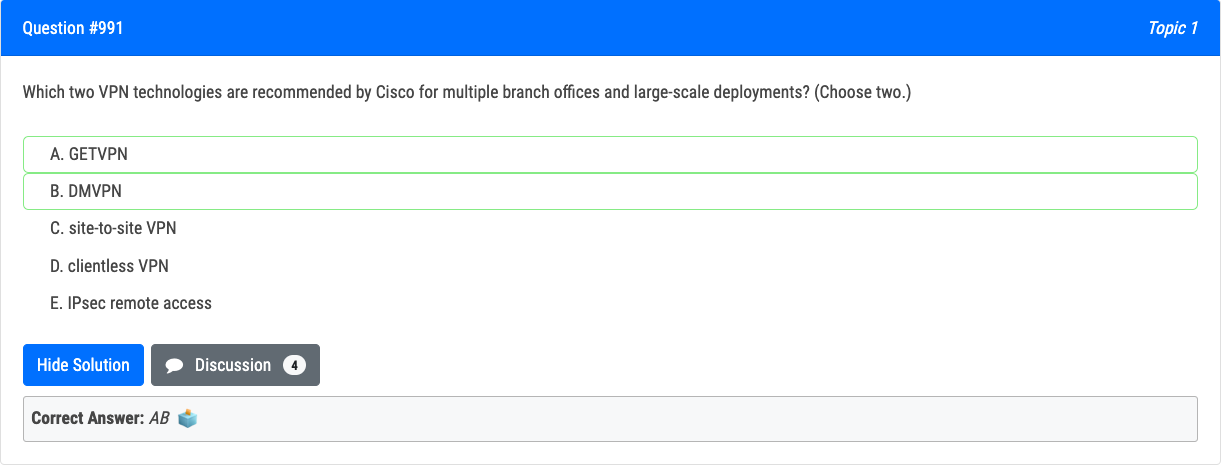 Question #991
Topic 1
Which two VPN technologies are recommended by Cisco for multiple branch offices and large-scale deployments? (Choose two.)
A. GETVPN
B. DMVPN
C. site-to-site VPN
D. clientless VPN
E. IPsec remote access
Hide Solution
Discussion 4
Correct Answer: AB